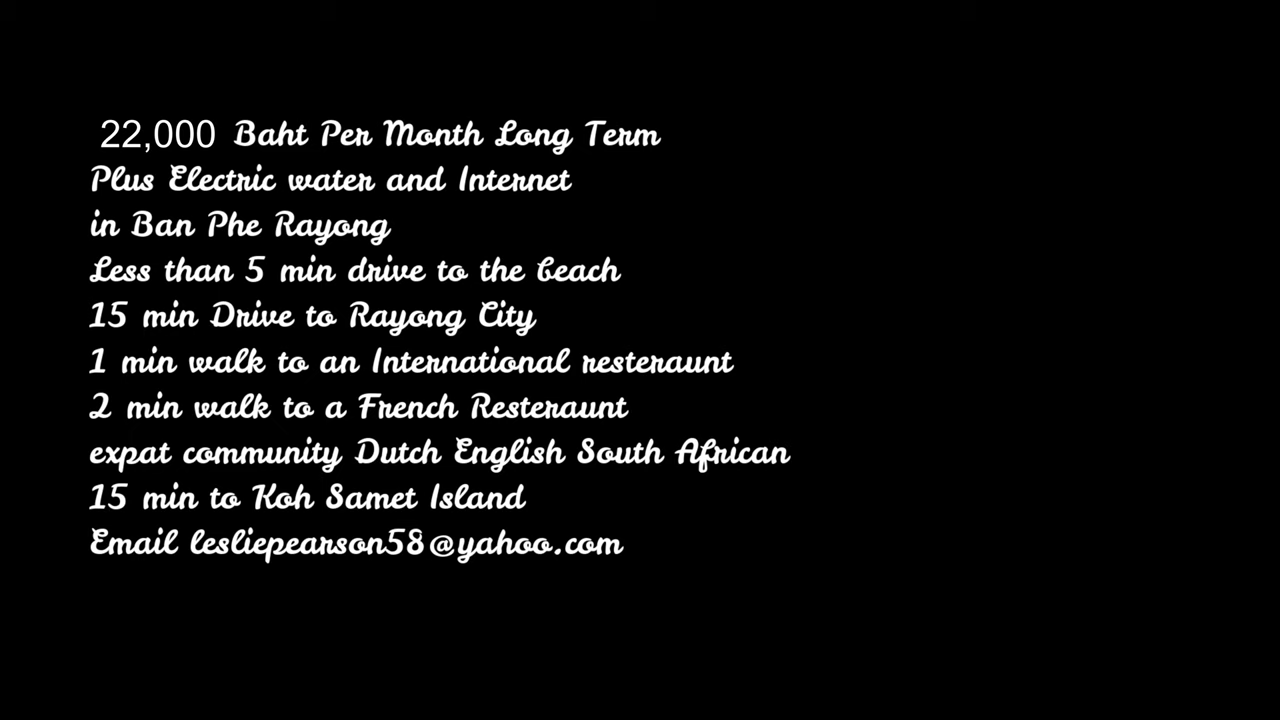 22,000 Baht Per Month Long Term
Plus Electric water and Internet
in Ban Phe Rayong
Less than 5 min drive to the beach
15 min Drive to Rayong City
1 min walk to an International resteraunt
2 min walk to a French Resteraunt
expat community Dutch English South African
15 min to Koh Samet Island
Email lesliepearson58@yahoo.com